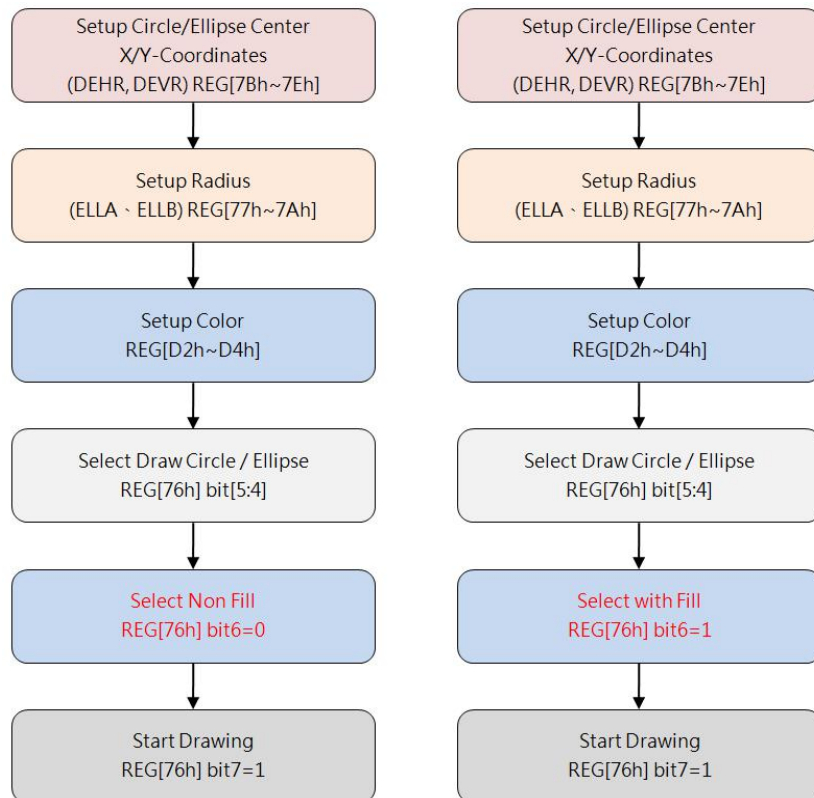 Setup Circle/Ellipse Center
X/Y-Coordinates
(DEHR, DEVR) REG[7Bh~7Eh]
Setup Radius
(ELLA、ELLB) REG[77h~7Ah]
Setup Color
REG[D2h~D4h]
Select Draw Circle / Ellipse
REG[76h] bit[5:4]
Select Non Fill
REG[76h] bit6=0
Start Drawing
REG[76h] bit7=1
Setup Circle/Ellipse Center
X/Y-Coordinates
(DEHR, DEVR) REG[7Bh~7Eh]
Setup Radius
(ELLA、ELLB) REG[77h~7Ah]
Setup Color
REG[D2h~D4h]
Select Draw Circle / Ellipse
REG[76h] bit[5:4]
Select with Fill
REG[76h] bit6=1
Start Drawing
REG[76h] bit7=1